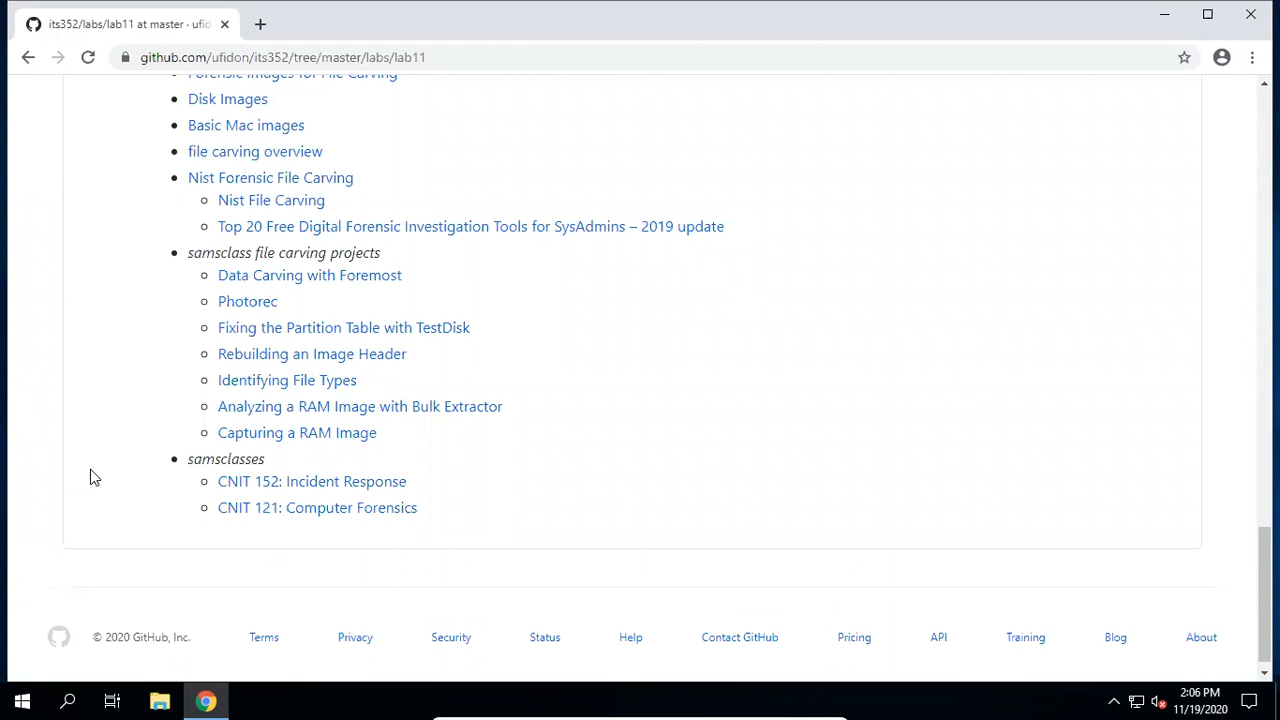 its352/labs/lab11 at master · ufid
github.com/ufidon/its352/tree/master/labs/lab11
Forensic Images for File Carving
Disk Images
Basic Mac images
file carving overview
Nist Forensic File Carving
Nist File Carving
Top 20 Free Digital Forensic Investigation Tools for SysAdmins – 2019 update
samsclass file carving projects
Data Carving with Foremost
Photorec
Fixing the Partition Table with TestDisk
Rebuilding an Image Header
Identifying File Types
Analyzing a RAM Image with Bulk Extractor
Capturing a RAM Image
samsclasses
CNIT 152: Incident Response
CNIT 121: Computer Forensics
© 2020 GitHub, Inc. Terms Privacy Security Status Help Contact GitHub Pricing API Training Blog About
2:06 PM
11/19/2020